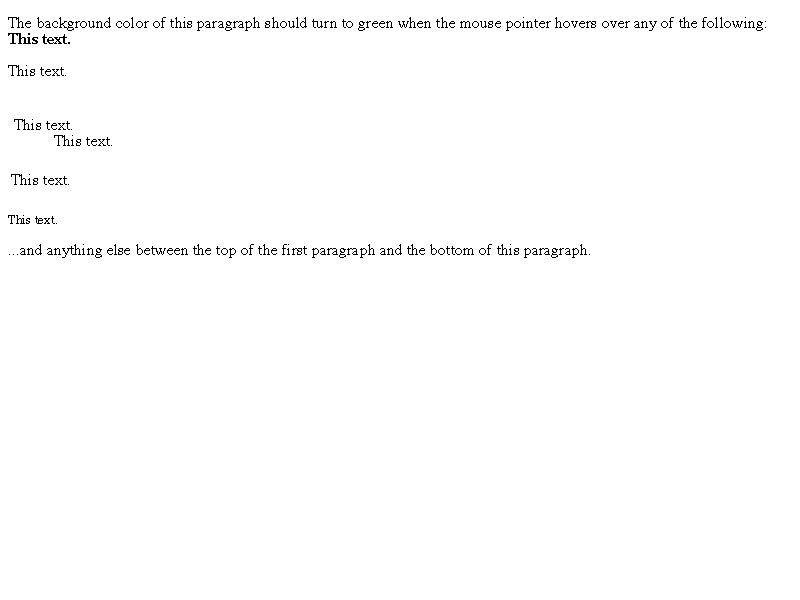 The background color of this paragraph should turn to green when the mouse pointer hovers over any of the following:
This text.
This text.
This text.
This text.
This text.
This text.
...and anything else between the top of the first paragraph and the bottom of this paragraph.